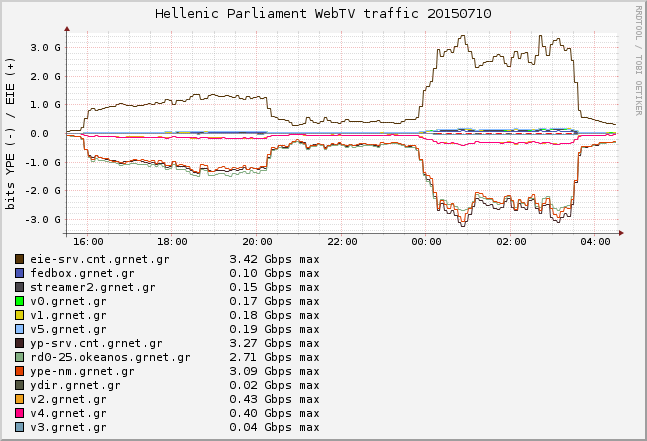 Hellenic Parliament WebTV traffic 20150710
RRDTOOL / TOBI OETIKER
bits YPE (-) / EIE (+)
3.0 G
2.0 G
1.0 G
0.0
-1.0 G
-2.0 G
-3.0 G
16:00 18:00 20:00 22:00 00:00 02:00 04:00
eie-srv.cnt.grnet.gr 3.42 Gbps max
fedbox.grnet.gr 0.10 Gbps max
streamer2.grnet.gr 0.15 Gbps max
v0.grnet.gr 0.17 Gbps max
v1.grnet.gr 0.18 Gbps max
v5.grnet.gr 0.19 Gbps max
yp-srv.cnt.grnet.gr 3.27 Gbps max
rd0-25.okeanos.grnet.gr 2.71 Gbps max
ype-nm.grnet.gr 3.09 Gbps max
ydir.grnet.gr 0.02 Gbps max
v2.grnet.gr 0.43 Gbps max
v4.grnet.gr 0.40 Gbps max
v3.grnet.gr 0.04 Gbps max